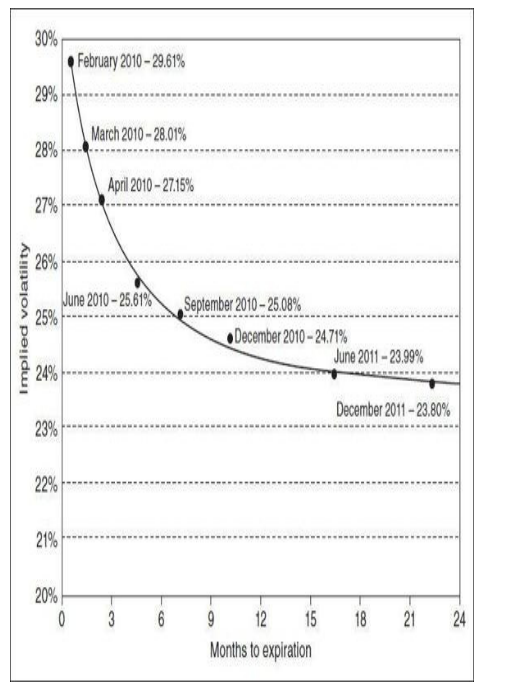 30%
February 2010 – 29.61%
29%
March 2010 – 28.01%
28%
April 2010 – 27.15%
27%
26%
June 2010 – 25.61%
September 2010 – 25.08%
25%
December 2010 – 24.71%
June 2011 – 23.99%
24%
December 2011 – 23.80%
23%
22%
21%
20%
Implied volatility
0 3 6 9 12 15 18 21 24
Months to expiration